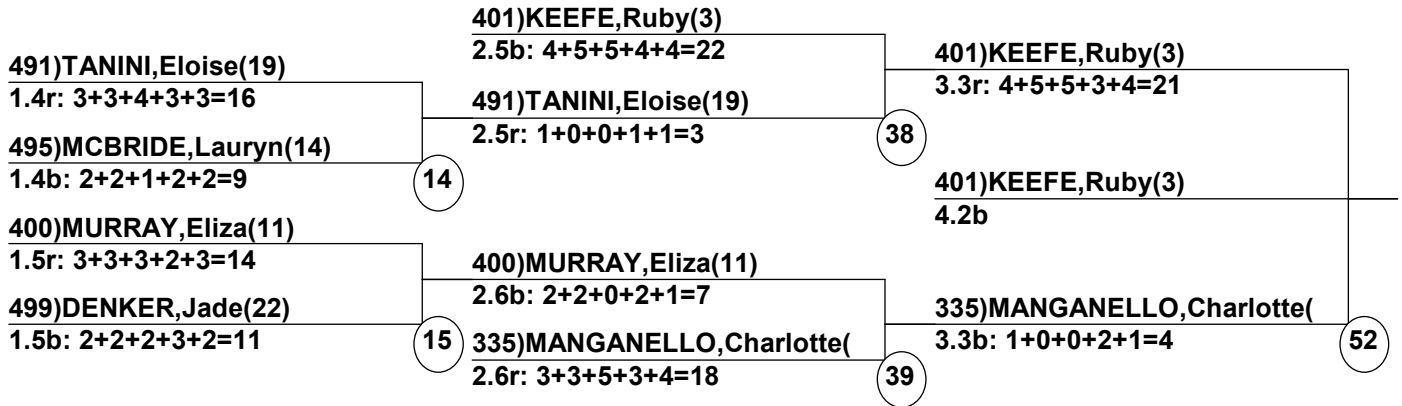 491)TANINI,Eloise(19)
1.4r: 3+3+4+3+3=16
495)MCBRIDE,Lauryn(14)
1.4b: 2+2+1+2+2=9
14
400)MURRAY,Eliza(11)
1.5r: 3+3+3+2+3=14
499)DENKER,Jade(22)
1.5b: 2+2+2+3+2=11
15
401)KEEFE,Ruby(3)
2.5b: 4+5+5+4+4=22
491)TANINI,Eloise(19)
2.5r: 1+0+0+1+1=3
38
400)MURRAY,Eliza(11)
2.6b: 2+2+0+2+1=7
335)MANGANELLO,Charlotte(
2.6r: 3+3+5+3+4=18
39
401)KEEFE,Ruby(3)
3.3r: 4+5+5+3+4=21
401)KEEFE,Ruby(3)
4.2b
335)MANGANELLO,Charlotte(
3.3b: 1+0+0+2+1=4
52